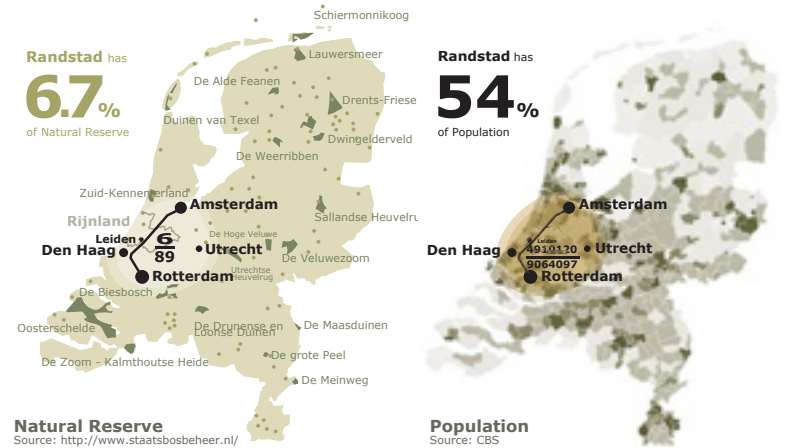 Schiermonnikoog
Randstad has
6.7%
of Natural Reserve
Lauwersmeer
De Alde Feanen
Drents-Friese
Duinen van Texel
Dwingelderveld
De Weerribben
Zuid-Kennemerland
Amsterdam
Rijnland
Sallandse Heuvelru
Leiden
6
89
De Hoge Veluwe
Den Haag
Utrecht
De Veluwezoom
Utrechtse
Heuvelrug
Rotterdam
De Biesbosch
Oosterschelde
De Drunense en
Loonse Duinen
De Maasduinen
De Zoom - Kalmthoutse Heide
De grote Peel
De Meinweg
Natural Reserve
Source: http://www.staatsbosbeheer.nl/
Randstad has
54%
of Population
Amsterdam
Leiden
4919120
9064097
Den Haag
Utrecht
Rotterdam
Population
Source: CBS